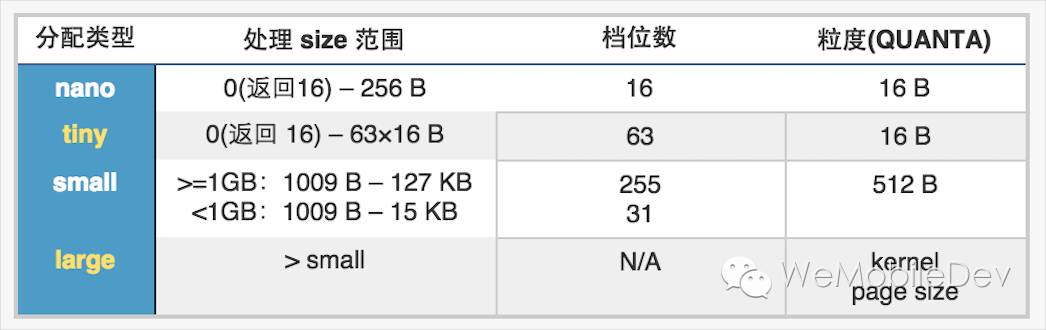 分配类型 处理 size 范围 档位数 粒度(QUANTA)
nano 0(返回16) – 256 B 16 16 B
tiny 0(返回 16) – 63×16 B 63 16 B
small >=1GB：1009 B – 127 KB 255 512 B
<1GB：1009 B – 15 KB 31
large > small N/A kernel
page size
WeMobileDev